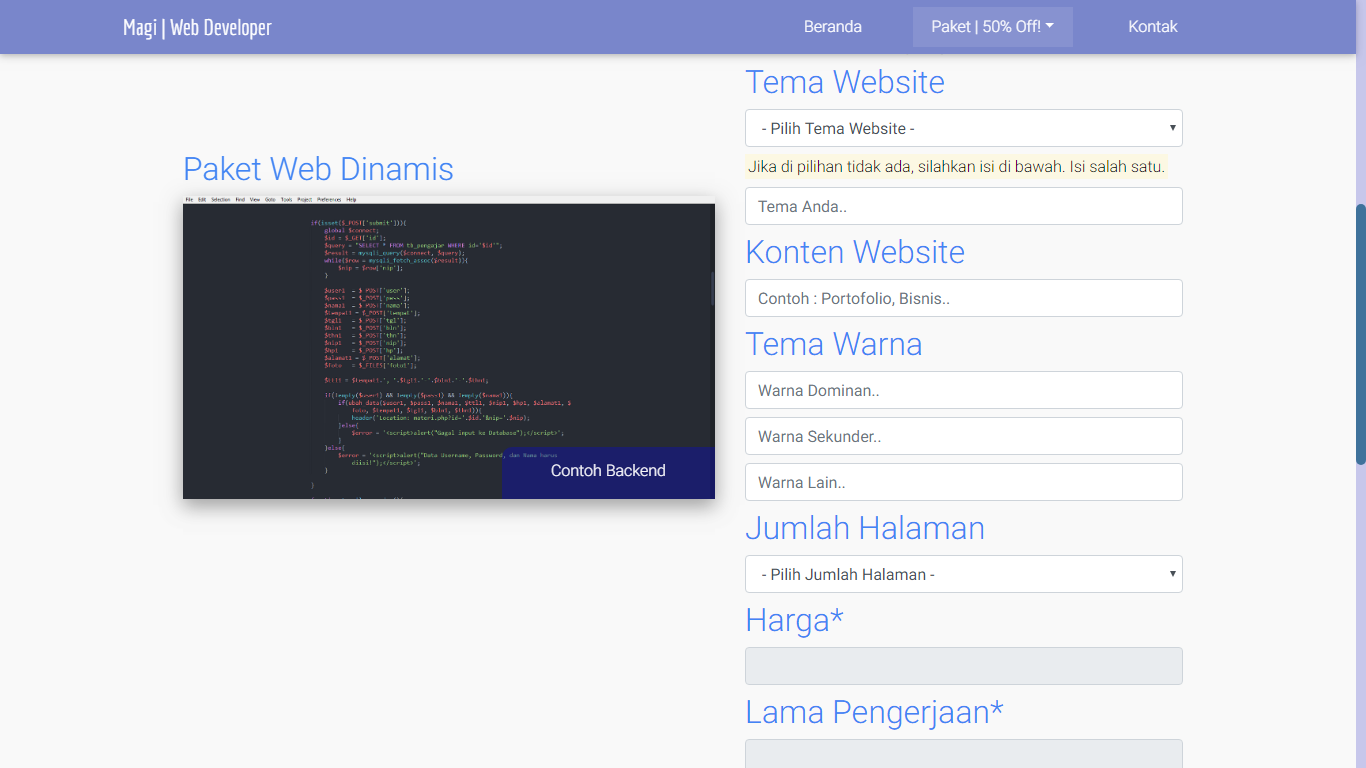 Magi | Web Developer
Beranda
Paket | 50% Off!
Kontak
Paket Web Dinamis
File Edit Selection Find View Goto Tools Project Preferences Help
if(isset($_POST['submit'])){
global $connect;
$id = $_GET['id'];
$query = "SELECT * FROM tb_pengajar WHERE id='$id'";
$result = mysqli_query($connect, $query);
while($row = mysqli_fetch_assoc($result)){
$nip = $row['nip'];
}
$user1 = $_POST['user'];
$pass1 = $_POST['pass'];
$nama1 = $_POST['nama'];
$tempat1 = $_POST['tempat'];
$tgl1 = $_POST['tgl'];
$bln1 = $_POST['bln'];
$thn1 = $_POST['thn'];
$nip1 = $_POST['nip'];
$hp1 = $_POST['hp'];
$alamat1 = $_POST['alamat'];
$foto = $_FILES['foto1'];
$ttl1 = $tempat1.', '.$tgl1.' '.$bln1.' '.$thn1;
if(!empty($user1) && !empty($pass1) && !empty($nama1)){
if(ubah_data($user1, $pass1, $nama1, $ttl1, $nip1, $hp1, $alamat1, $
foto, $tempat1, $tgl1, $bln1, $thn1)){
header('Location: materi.php?id='.$id.'&nip='.$nip);
}else{
$error = '<script>alert("Gagal input ke Database");</script>';
}
}else{
$error = '<script>alert("Data Username, Password, dan Nama harus
diisi!");</script>';
}
}
Contoh Backend
Tema Website
- Pilih Tema Website -
Jika di pilihan tidak ada, silahkan isi di bawah. Isi salah satu.
Tema Anda..
Konten Website
Contoh : Portofolio, Bisnis..
Tema Warna
Warna Dominan..
Warna Sekunder..
Warna Lain..
Jumlah Halaman
- Pilih Jumlah Halaman -
Harga*
Lama Pengerjaan*